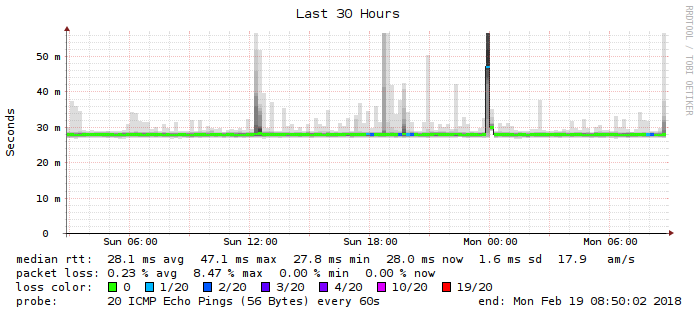 Last 30 Hours
RRDTOOL / TOBI OETIKER
Seconds
50 m
40 m
30 m
20 m
10 m
0
Sun 06:00 Sun 12:00 Sun 18:00 Mon 00:00 Mon 06:00
median rtt: 28.1 ms avg 47.1 ms max 27.8 ms min 28.0 ms now 1.6 ms sd 17.9 am/s
packet loss: 0.23 % avg 8.47 % max 0.00 % min 0.00 % now
loss color: 0 1/20 2/20 3/20 4/20 10/20 19/20
probe: 20 ICMP Echo Pings (56 Bytes) every 60s end: Mon Feb 19 08:50:02 2018